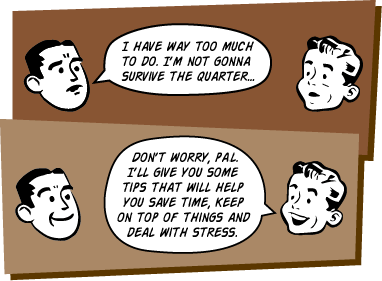 I HAVE WAY TOO MUCH
TO DO. I'M NOT GONNA
SURVIVE THE QUARTER...
DON'T WORRY, PAL.
I'LL GIVE YOU SOME
TIPS THAT WILL HELP
YOU SAVE TIME, KEEP
ON TOP OF THINGS AND
DEAL WITH STRESS.